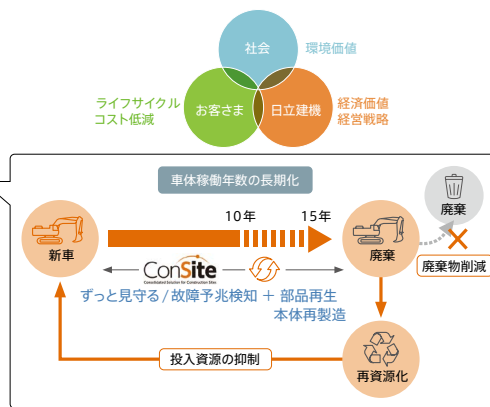 社会
環境価値
ライフサイクル
コスト低減
お客さま
日立建機
経済価値
経営戦略
車体稼働年数の長期化
廃棄
10年
15年
新車
廃棄
廃棄物削減
ConSite
Consolidated Solution for Construction Sites
ずっと見守る/故障予兆検知 + 部品再生
本体再製造
投入資源の抑制
再資源化